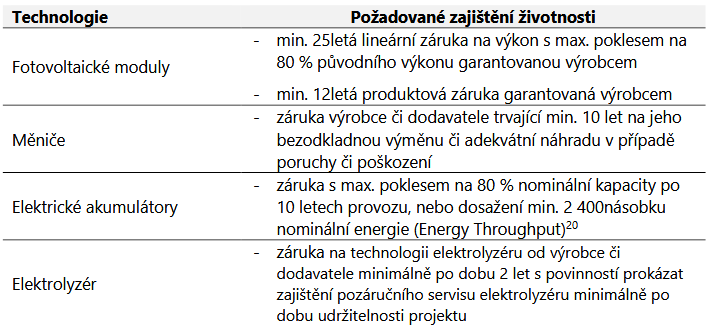 Technologie Požadované zajištění životnosti
Fotovoltaické moduly
- min. 25letá lineární záruka na výkon s max. poklesem na
80 % původního výkonu garantovanou výrobcem
- min. 12letá produktová záruka garantovaná výrobcem
Měniče
- záruka výrobce či dodavatele trvající min. 10 let na jeho
bezodkladnou výměnu či adekvátní náhradu v případě
poruchy či poškození
Elektrické akumulátory
- záruka s max. poklesem na 80 % nominální kapacity po
10 letech provozu, nebo dosažení min. 2 400násobku
nominální energie (Energy Throughput)20
Elektrolyzér
- záruka na technologii elektrolyzéru od výrobce či
dodavatele minimálně po dobu 2 let s povinností prokázat
zajištění pozáručního servisu elektrolyzéru minimálně po
dobu udržitelnosti projektu